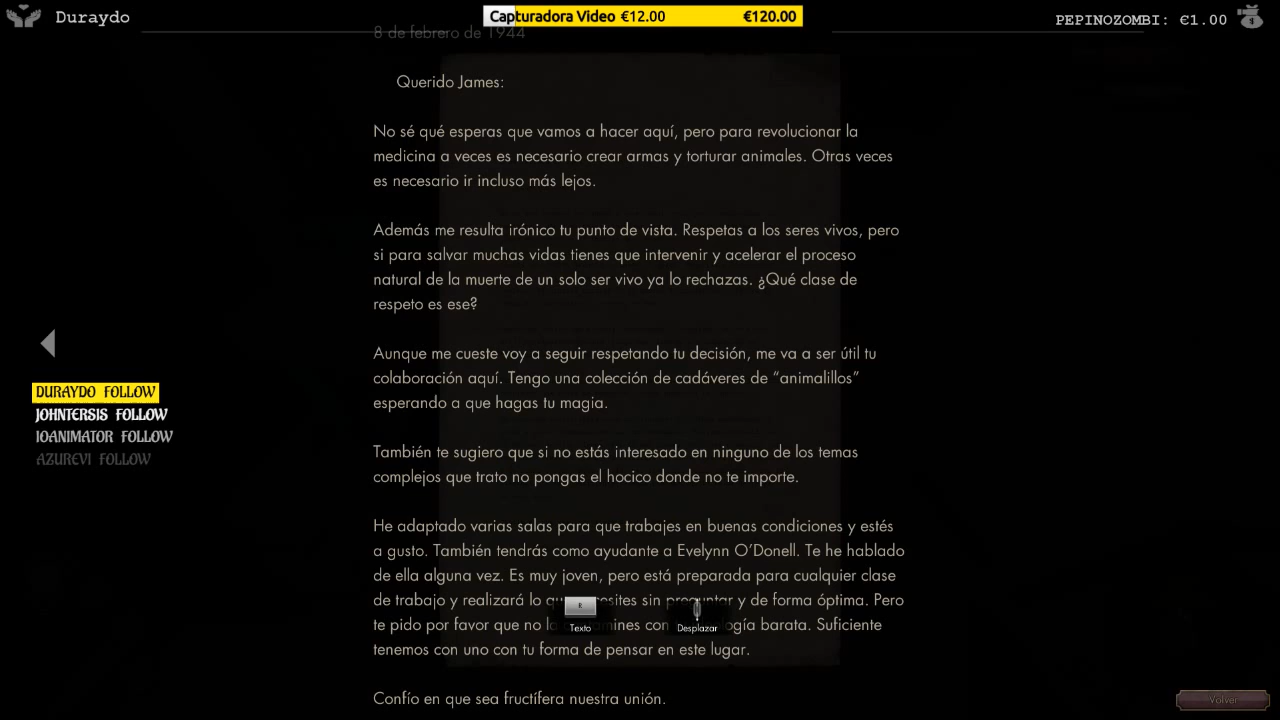 Duraydo
Capturadora Video €12.00 €120.00
PEPINOZOMBI: €1.00
8 de febrero de 1944
Querido James:
No sé qué esperas que vamos a hacer aquí, pero para revolucionar la
medicina a veces es necesario crear armas y torturar animales. Otras veces
es necesario ir incluso más lejos.
Además me resulta irónico tu punto de vista. Respetas a los seres vivos, pero
si para salvar muchas vidas tienes que intervenir y acelerar el proceso
natural de la muerte de un solo ser vivo ya lo rechazas. ¿Qué clase de
respeto es ese?
Aunque me cueste voy a seguir respetando tu decisión, me va a ser útil tu
colaboración aquí. Tengo una colección de cadáveres de “animalillos”
esperando a que hagas tu magia.
También te sugiero que si no estás interesado en ninguno de los temas
complejos que trato no pongas el hocico donde no te importe.
He adaptado varias salas para que trabajes en buenas condiciones y estés
a gusto. También tendrás como ayudante a Evelynn O’Donell. Te he hablado
de ella alguna vez. Es muy joven, pero está preparada para cualquier clase
de trabajo y realizará lo sin preguntar y de forma óptima. Pero
te pido por favor que no barata. Suficiente
tenemos con uno con tu forma de pensar en este lugar.
Confío en que sea fructífera nuestra unión.
DURAYDO FOLLOW
JOHNTERSIS FOLLOW
IOANIMATOR FOLLOW
AZUREVI FOLLOW
R
Texto
Desplazar
Volver